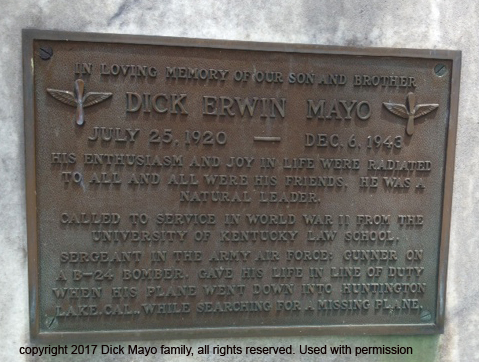 IN LOVING MEMORY OF OUR SON AND BROTHER
DICK ERWIN MAYO
JULY 25, 1920 — DEC. 6, 1943
HIS ENTHUSIASM AND JOY IN LIFE WERE RADIATED
TO ALL AND ALL WERE HIS FRIENDS. HE WAS A
NATURAL LEADER.
CALLED TO SERVICE IN WORLD WAR II FROM THE
UNIVERSITY OF KENTUCKY LAW SCHOOL.
SERGEANT IN THE ARMY AIR FORCE; GUNNER ON
A B-24 BOMBER. GAVE HIS LIFE IN LINE OF DUTY
WHEN HIS PLANE WENT DOWN INTO HUNTINGTON
LAKE, CAL., WHILE SEARCHING FOR A MISSING PLANE.
copyright 2017 Dick Mayo family, all rights reserved. Used with permission